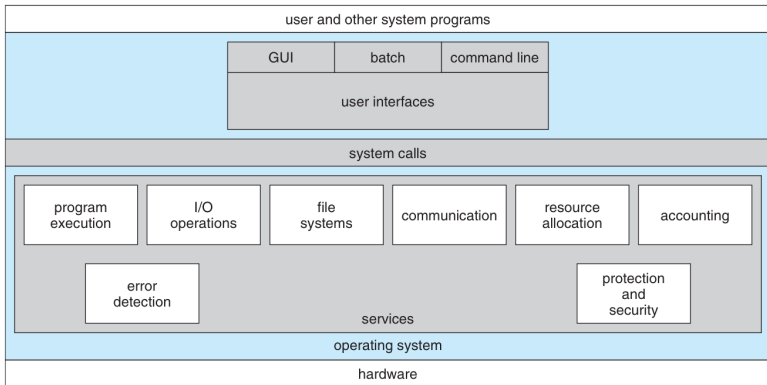 user and other system programs
GUI
batch
command line
user interfaces
system calls
program
execution
I/O
operations
file
systems
communication
resource
allocation
accounting
error
detection
protection
and
security
services
operating system
hardware